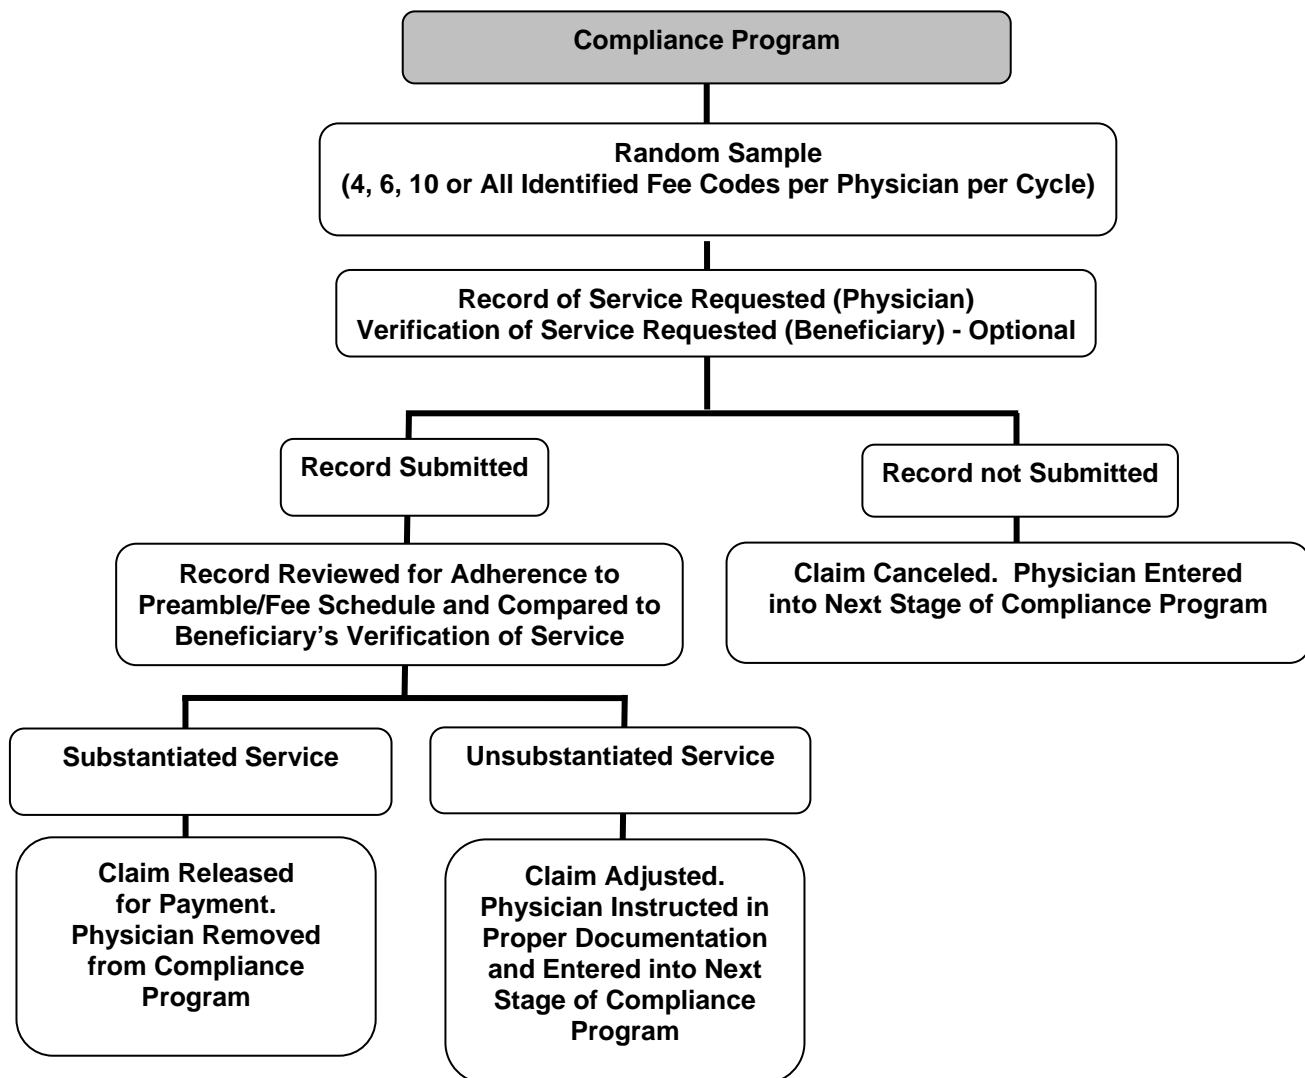 Compliance Program
Random Sample
(4, 6, 10 or All Identified Fee Codes per Physician per Cycle)
Record of Service Requested (Physician)
Verification of Service Requested (Beneficiary) - Optional
Record Submitted
Record not Submitted
Record Reviewed for Adherence to
Preamble/Fee Schedule and Compared to
Beneficiary’s Verification of Service
Claim Canceled.  Physician Entered
into Next Stage of Compliance Program
Substantiated Service
Unsubstantiated Service
Claim Released
for Payment.
Physician Removed
from Compliance
Program
Claim Adjusted.
Physician Instructed in
Proper Documentation
and Entered into Next
Stage of Compliance
Program